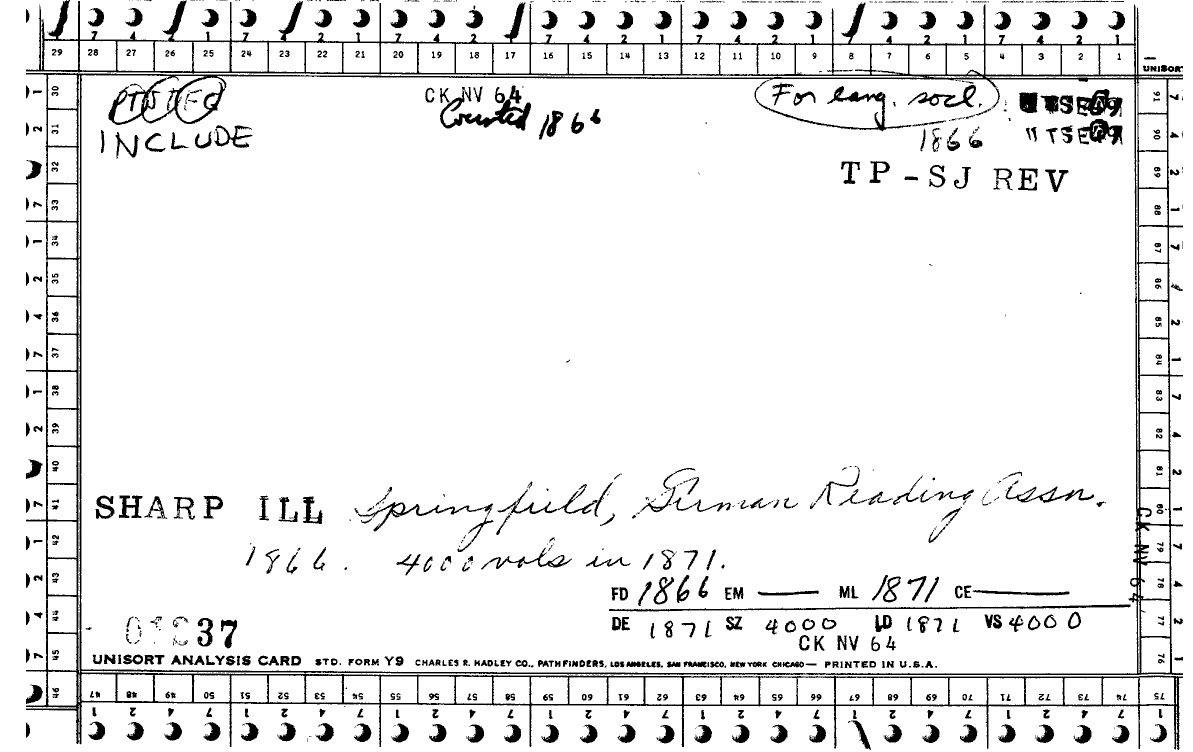 7 4 2 1 7 4 2 1 7 4 2 1 7 4 2 1 7 4 2 1 7 4 2 1 7 4 2 1
29 28 27 26 25 24 23 22 21 20 19 18 17 16 15 14 13 12 11 10 9 8 7 6 5 4 3 2 1
UNISORT
CK NV 64
For lang. socl.
Counted 1866
INCLUDE
1866 " TSE
TP-SJ REV
SHARP ILL Springfield, German Reading Assn.
1866. 4000 vols in 1871.
FD 1866 EM — ML 1871 CE —
DE 1871 SZ 4000 LD 1871 VS 4000
37
CK NV 64
UNISORT ANALYSIS CARD STD. FORM Y9 CHARLES R. HADLEY CO., PATHFINDERS, LOS ANGELES, SAN FRANCISCO, NEW YORK CHICAGO — PRINTED IN U.S.A.
30 31 32 33 34 35 36 37 38 39 40 41 42 43 44 45 46
91 90 89 88 87 86 85 84 83 82 81 80 79 78 77 76 75
CK NV 64
47 48 49 50 51 52 53 54 55 56 57 58 59 60 61 62 63 64 65 66 67 68 69 70 71 72 73 74
1 2 4 7 1 2 4 7 1 2 4 7 1 2 4 7 1 2 4 7 1 2 4 7 1 2 4 7